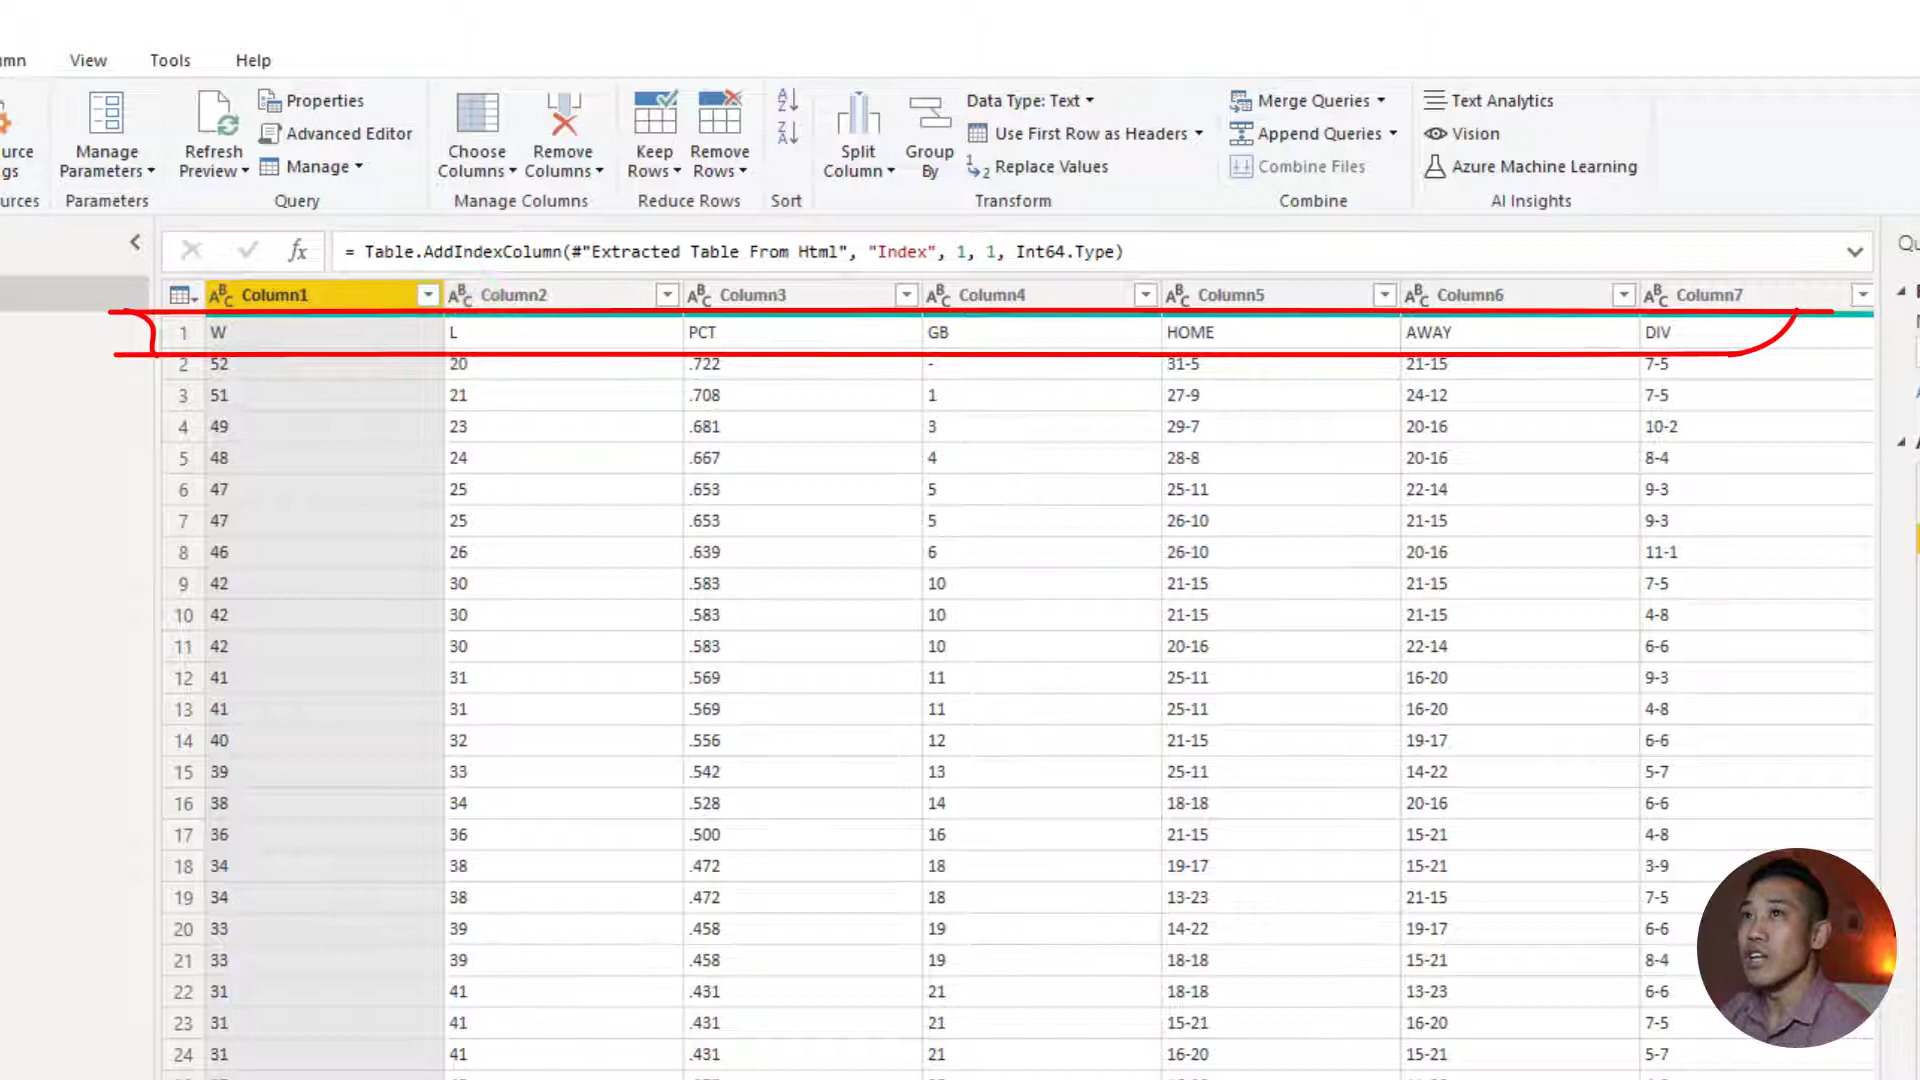 View Tools Help
Manage Parameters
Parameters
Refresh Preview
Properties
Advanced Editor
Manage
Query
Choose Columns
Remove Columns
Manage Columns
Keep Rows
Remove Rows
Reduce Rows
Sort
Split Column
Group By
Data Type: Text
Use First Row as Headers
1 2 Replace Values
Transform
Merge Queries
Append Queries
Combine Files
Combine
Text Analytics
Vision
Azure Machine Learning
AI Insights
fx = Table.AddIndexColumn(#"Extracted Table From Html", "Index", 1, 1, Int64.Type)
ABC Column1 ABC Column2 ABC Column3 ABC Column4 ABC Column5 ABC Column6 ABC Column7
1 W L PCT GB HOME AWAY DIV
2 52 20 .722 - 31-5 21-15 7-5
3 51 21 .708 1 27-9 24-12 7-5
4 49 23 .681 3 29-7 20-16 10-2
5 48 24 .667 4 28-8 20-16 8-4
6 47 25 .653 5 25-11 22-14 9-3
7 47 25 .653 5 26-10 21-15 9-3
8 46 26 .639 6 26-10 20-16 11-1
9 42 30 .583 10 21-15 21-15 7-5
10 42 30 .583 10 21-15 21-15 4-8
11 42 30 .583 10 20-16 22-14 6-6
12 41 31 .569 11 25-11 16-20 9-3
13 41 31 .569 11 25-11 16-20 4-8
14 40 32 .556 12 21-15 19-17 6-6
15 39 33 .542 13 25-11 14-22 5-7
16 38 34 .528 14 18-18 20-16 6-6
17 36 36 .500 16 21-15 15-21 4-8
18 34 38 .472 18 19-17 15-21 3-9
19 34 38 .472 18 13-23 21-15 7-5
20 33 39 .458 19 14-22 19-17 6-6
21 33 39 .458 19 18-18 15-21 8-4
22 31 41 .431 21 18-18 13-23 6-6
23 31 41 .431 21 15-21 16-20 7-5
24 31 41 .431 21 16-20 15-21 5-7